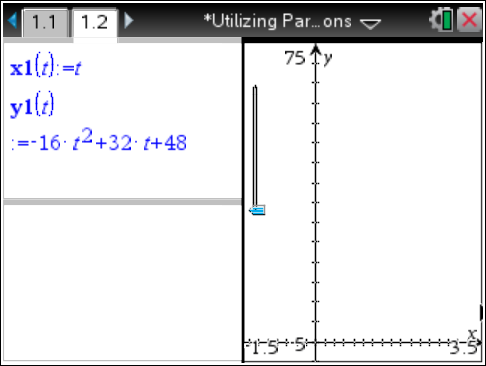 1.1 1.2 *Utilizing Par...ons
x1(t):=t
y1(t)
:=-16·t²+32·t+48
75 y
x
-1.5 -5 3.5